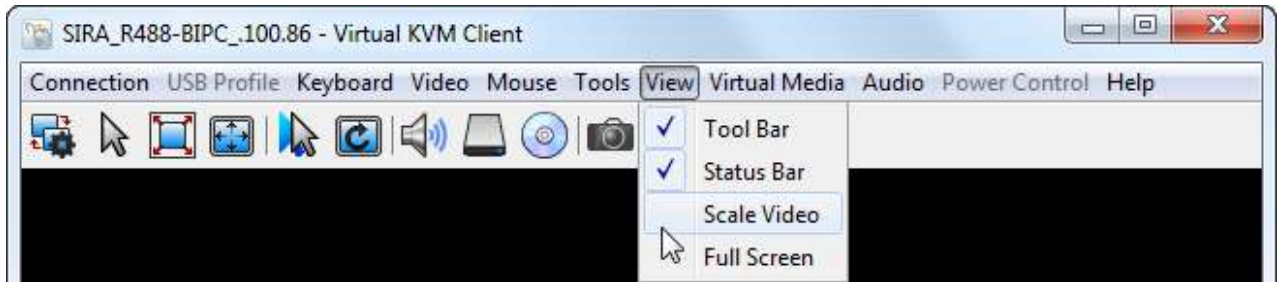 SIRA_R488-BIPC_.100.86 - Virtual KVM Client
Connection USB Profile Keyboard Video Mouse Tools View Virtual Media Audio Power Control Help
Tool Bar
Status Bar
Scale Video
Full Screen